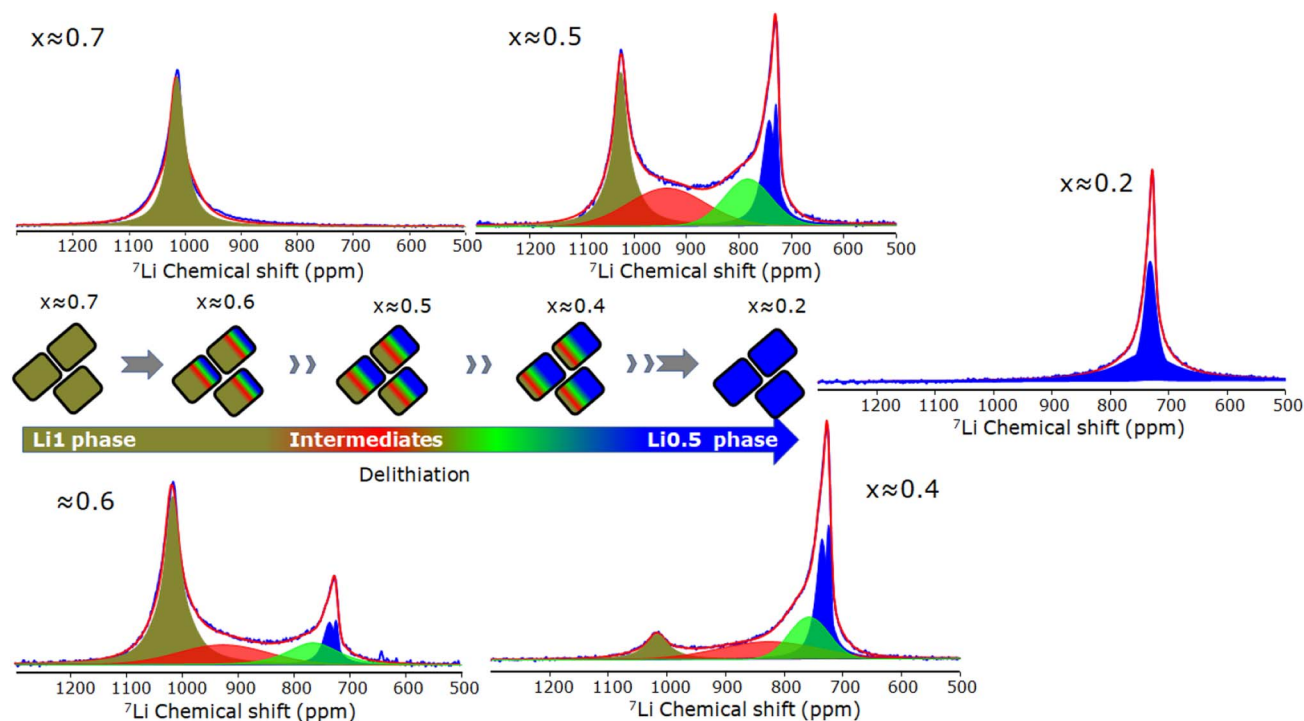 x≈0.7
1200 1100 1000 900 800 700 600 500
⁷Li Chemical shift (ppm)
x≈0.5
1200 1100 1000 900 800 700 600 500
⁷Li Chemical shift (ppm)
x≈0.2
1200 1100 1000 900 800 700 600 500
⁷Li Chemical shift (ppm)
x≈0.7
x≈0.6
x≈0.5
x≈0.4
x≈0.2
Li1 phase
Intermediates
Li0.5 phase
Delithiation
≈0.6
1200 1100 1000 900 800 700 600 500
⁷Li Chemical shift (ppm)
x≈0.4
1200 1100 1000 900 800 700 600 500
⁷Li Chemical shift (ppm)